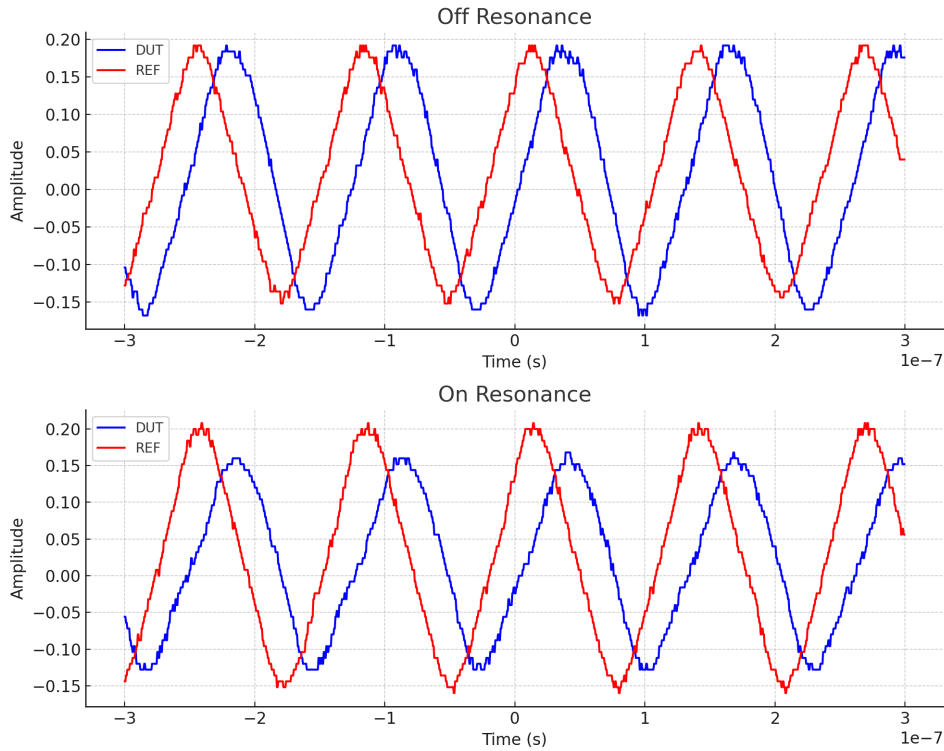 Off Resonance
DUT
REF
0.20
0.15
0.10
0.05
0.00
−0.05
−0.10
−0.15
Amplitude
−3
−2
−1
0
1
2
3
Time (s)
1e−7
On Resonance
DUT
REF
0.20
0.15
0.10
0.05
0.00
−0.05
−0.10
−0.15
Amplitude
−3
−2
−1
0
1
2
3
Time (s)
1e−7